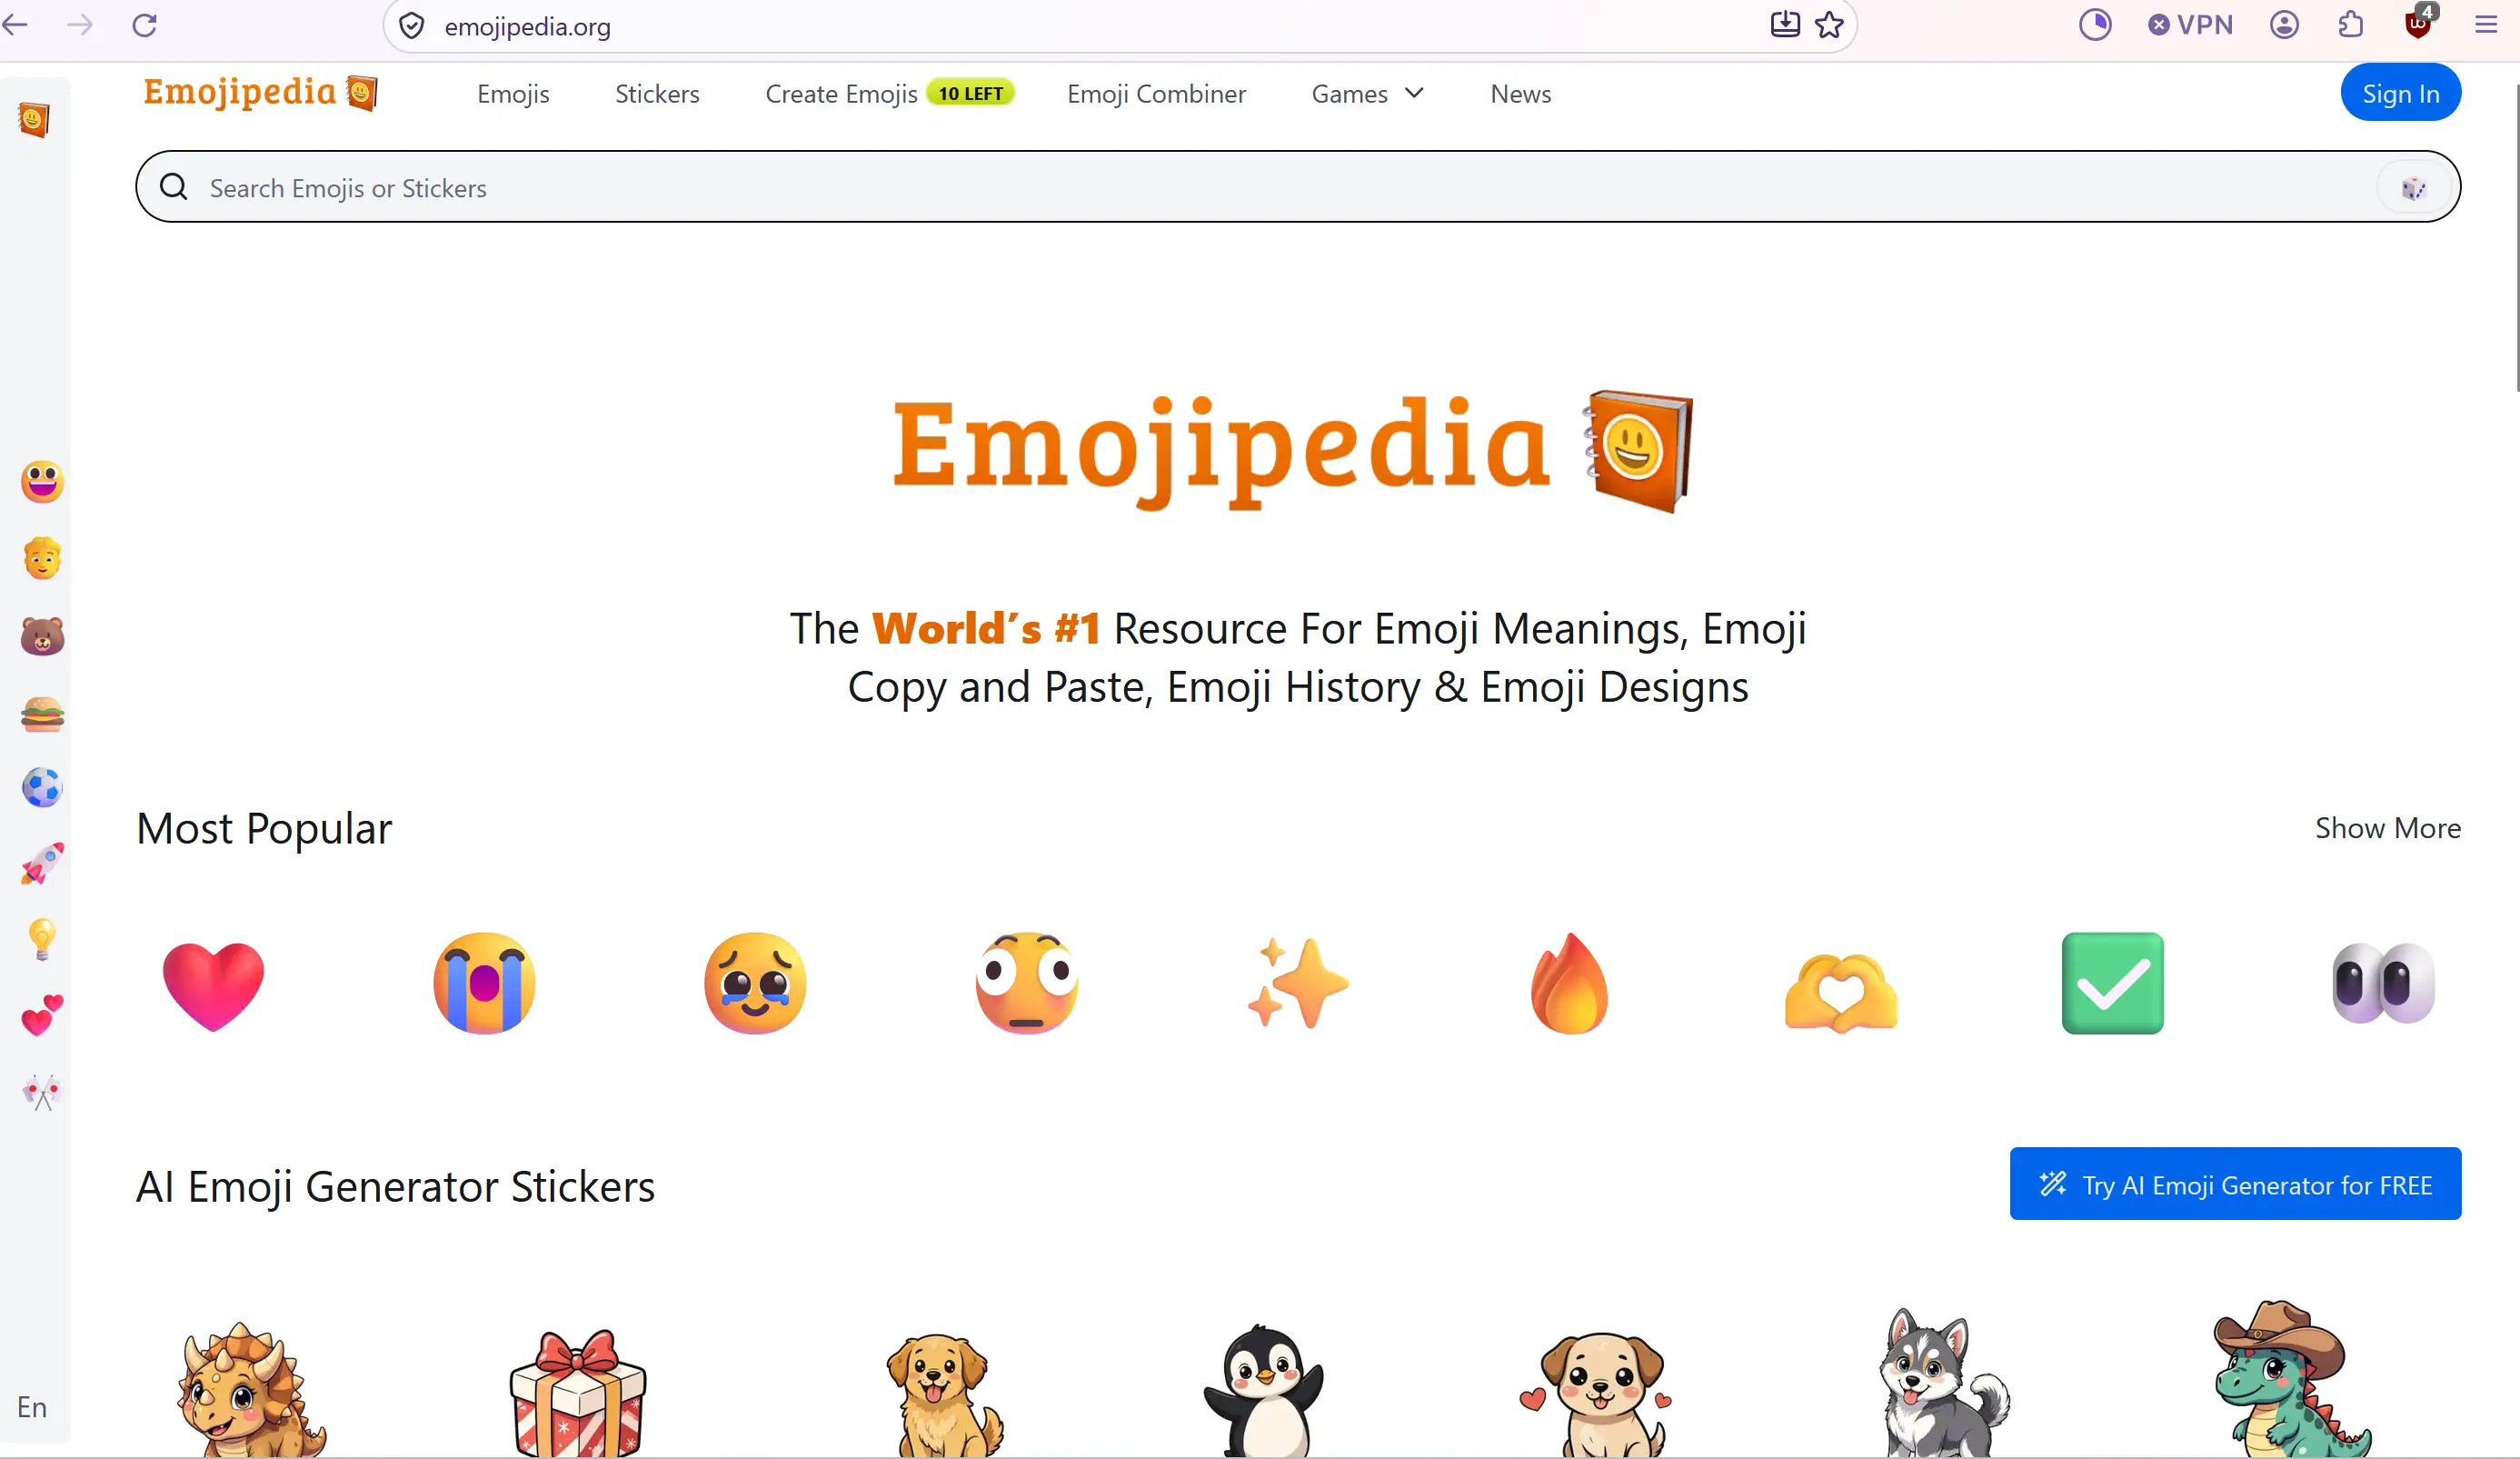 emojipedia.org
VPN
4
Emojipedia
Emojis
Stickers
Create Emojis 10 LEFT
Emoji Combiner
Games
News
Sign In
Search Emojis or Stickers
Emojipedia
The World's #1 Resource For Emoji Meanings, Emoji
Copy and Paste, Emoji History & Emoji Designs
Most Popular
Show More
AI Emoji Generator Stickers
Try AI Emoji Generator for FREE
En